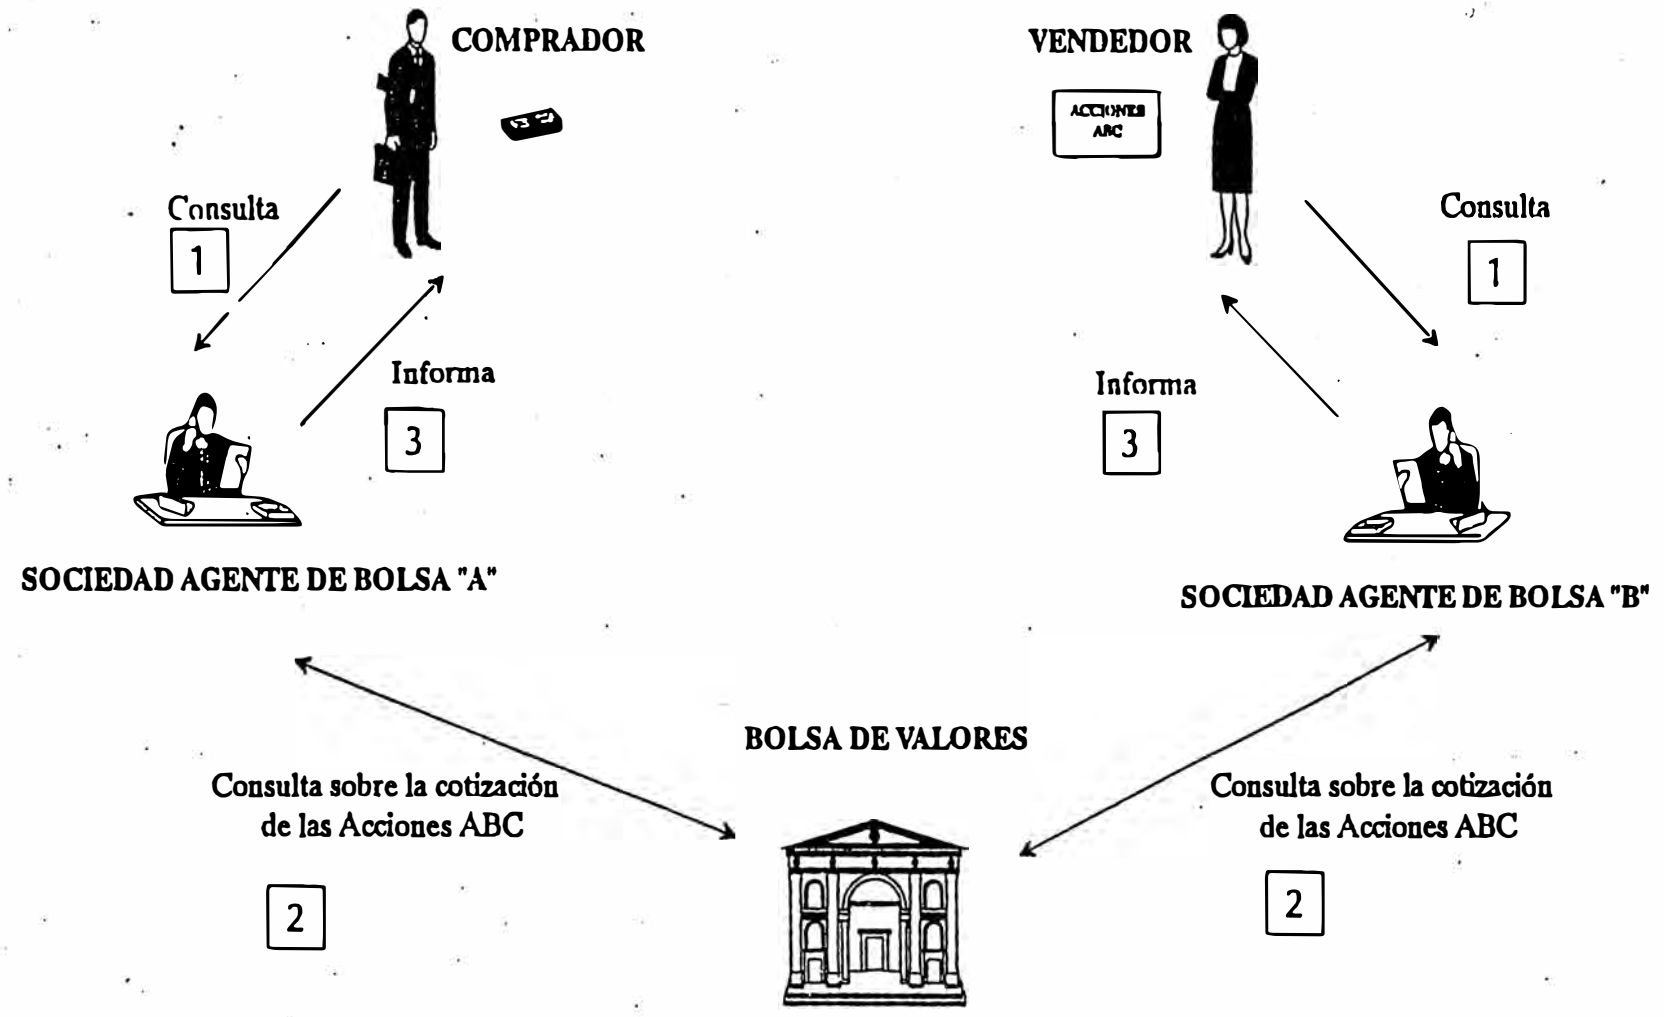 COMPRADOR
VENDEDOR
ACCIONES
ABC
Consulta
1
Consulta
1
Informa
3
Informa
3
SOCIEDAD AGENTE DE BOLSA "A"
SOCIEDAD AGENTE DE BOLSA "B"
BOLSA DE VALORES
Consulta sobre la cotización
de las Acciones ABC
2
Consulta sobre la cotización
de las Acciones ABC
2